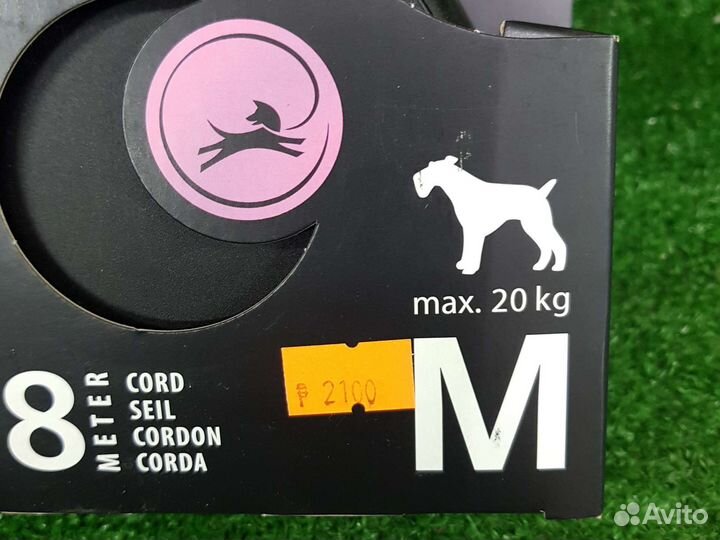 max. 20 kg
M
8 METER
CORD
SEIL
CORDON
CORDA
₽ 2100
Avito